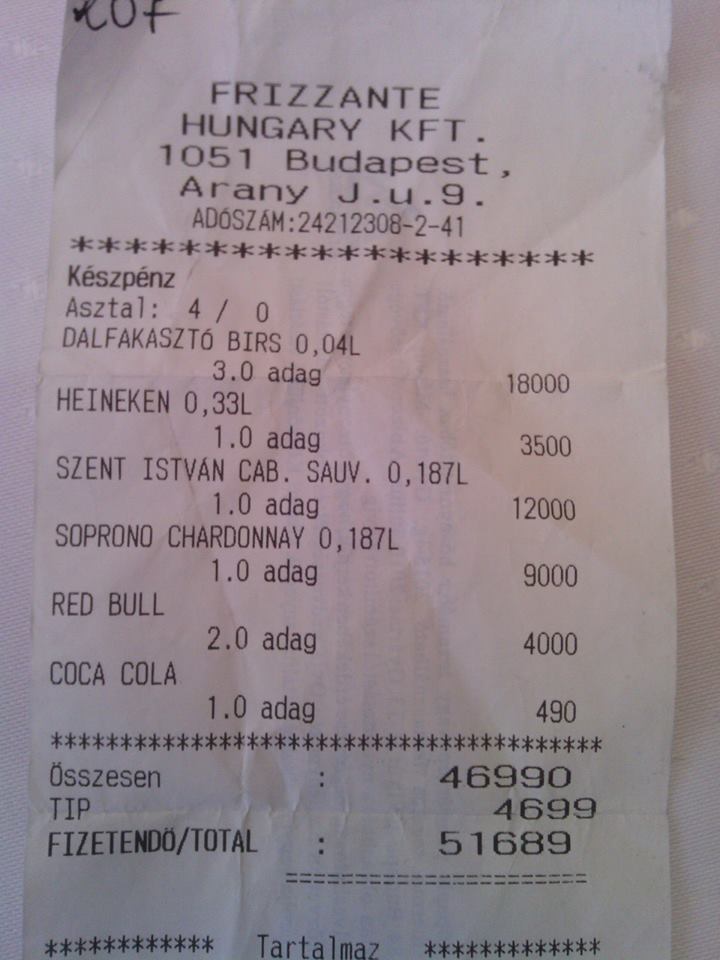 FRIZZANTE
HUNGARY KFT.
1051 Budapest,
Arany J.u.9.
ADÓSZÁM:24212308-2-41
********************
Készpénz
Asztal: 4 / 0
DALFAKASZTÓ BIRS 0,04L
3.0 adag 18000
HEINEKEN 0,33L
1.0 adag 3500
SZENT ISTVÁN CAB. SAUV. 0,187L
1.0 adag 12000
SOPRONO CHARDONNAY 0,187L
1.0 adag 9000
RED BULL
2.0 adag 4000
COCA COLA
1.0 adag 490
****************************************
Összesen : 46990
TIP 4699
FIZETENDŐ/TOTAL : 51689
======================
************ Tartalmaz *************